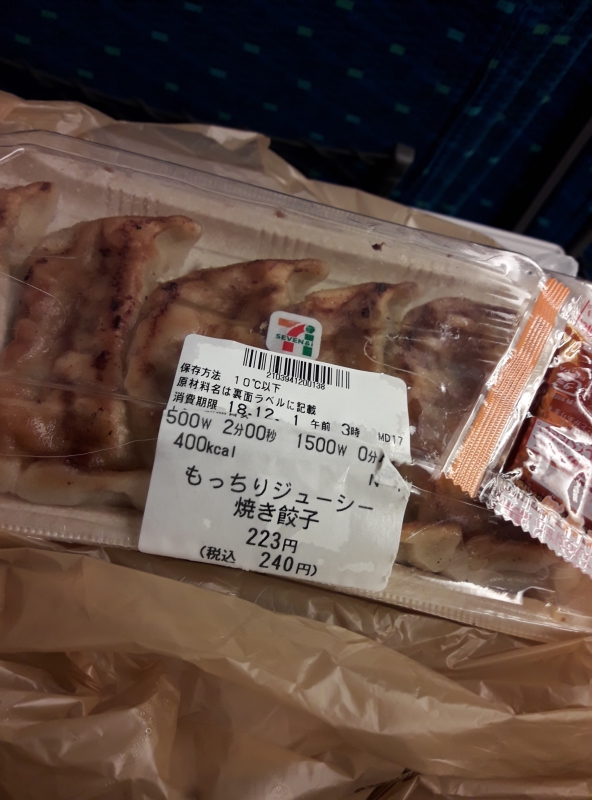 SEVEN&i
2103941200138
保存方法 10℃以下
原材料名は裏面ラベルに記載
消費期限 18.12.1 午前 3時 MD17
500W 2分00秒 1500W 0分
400kcal
もっちりジューシー
焼き餃子
223円
(税込 240円)